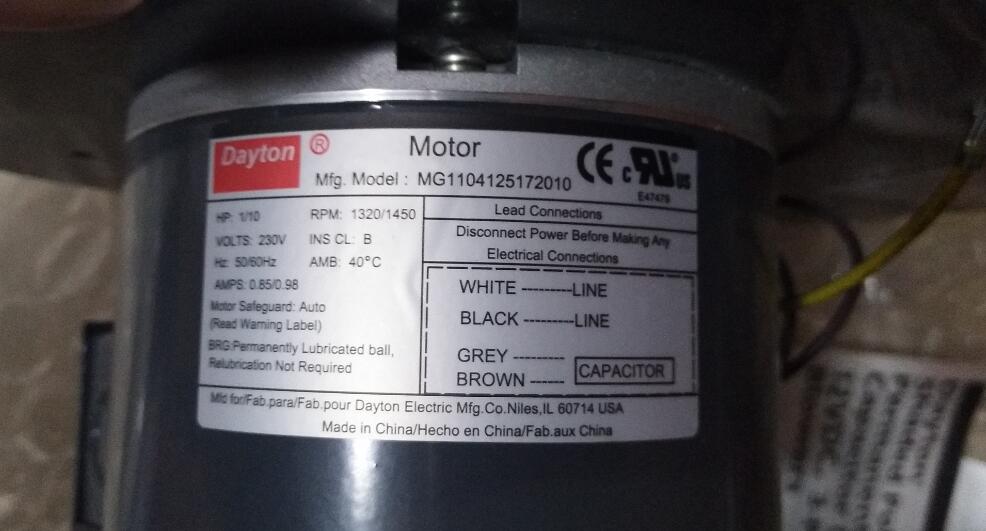 Dayton ® Motor CE c RU us
Mfg. Model : MG1104125172010
E47479
HP: 1/10 RPM: 1320/1450
VOLTS: 230V INS CL: B
Hz: 50/60Hz AMB: 40°C
AMPS: 0.85/0.98
Motor Safeguard: Auto
(Read Warning Label)
BRG:Permanently Lubricated ball,
Relubrication Not Required
Lead Connections
Disconnect Power Before Making Any
Electrical Connections
WHITE ---------LINE
BLACK ---------LINE
GREY ---------
BROWN ------
CAPACITOR
Mfd for/Fab.para/Fab.pour Dayton Electric Mfg.Co.Niles,IL 60714 USA
Made in China/Hecho en China/Fab.aux China
12VDC